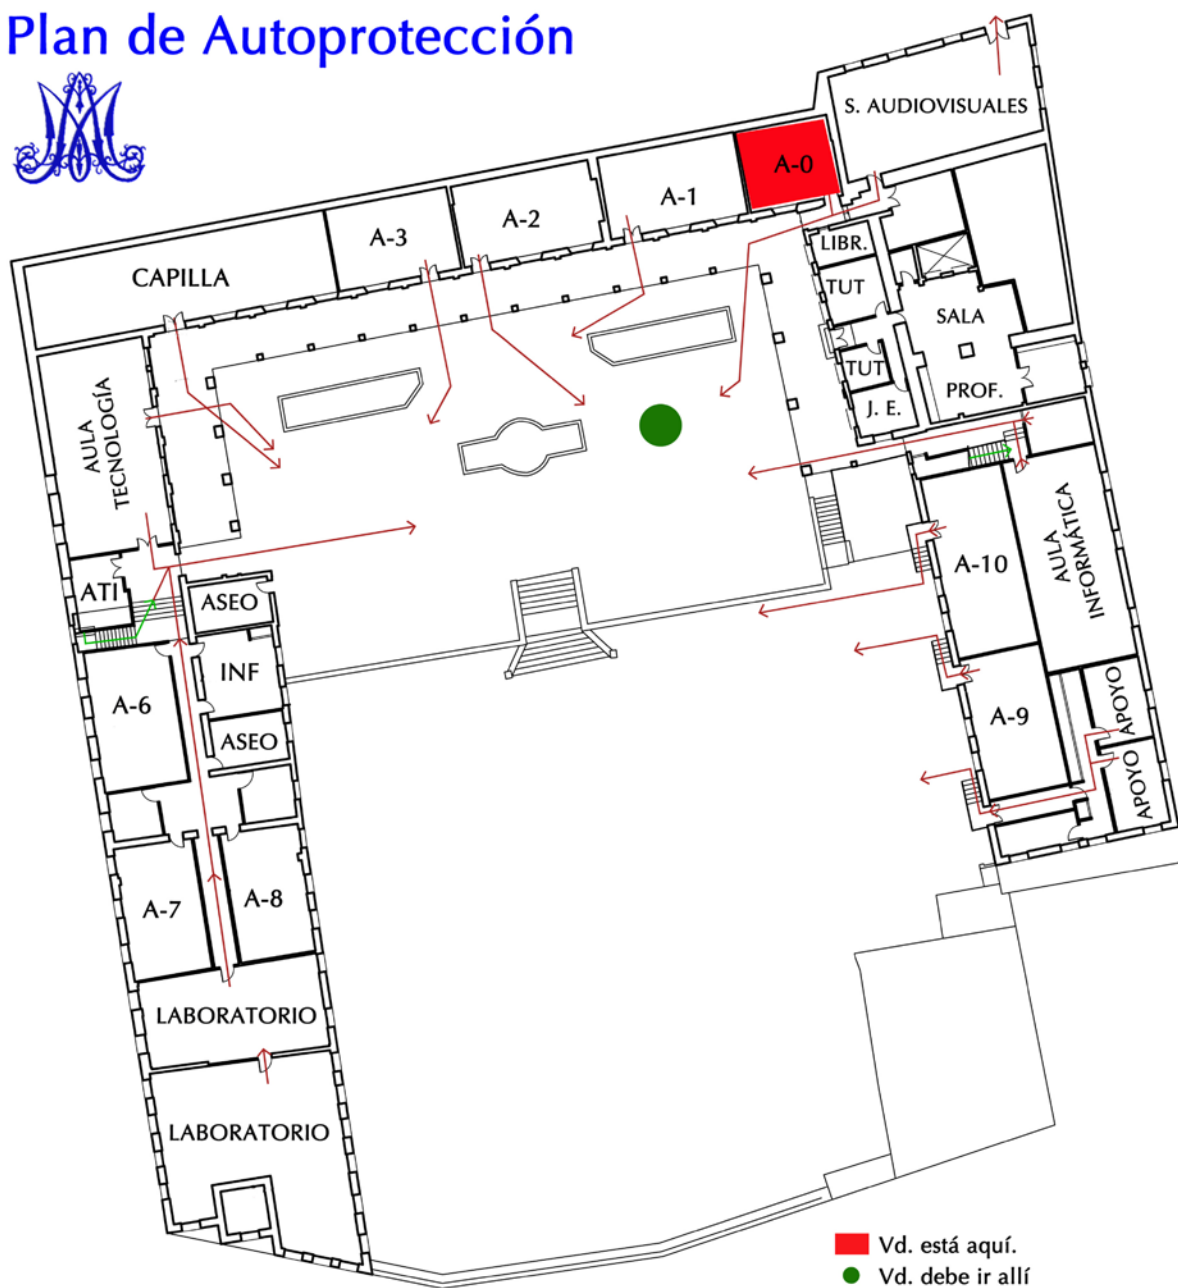 Plan de Autoprotección
S. AUDIOVISUALES
A-0
A-1
A-2
A-3
CAPILLA
LIBR.
TUT
SALA
PROF.
TUT
J. E.
AULA
TECNOLOGÍA
ATI
ASEO
INF
ASEO
A-6
A-10
AULA
INFORMÁTICA
A-9
APOYO
APOYO
A-7
A-8
LABORATORIO
LABORATORIO
Vd. está aquí.
Vd. debe ir allí